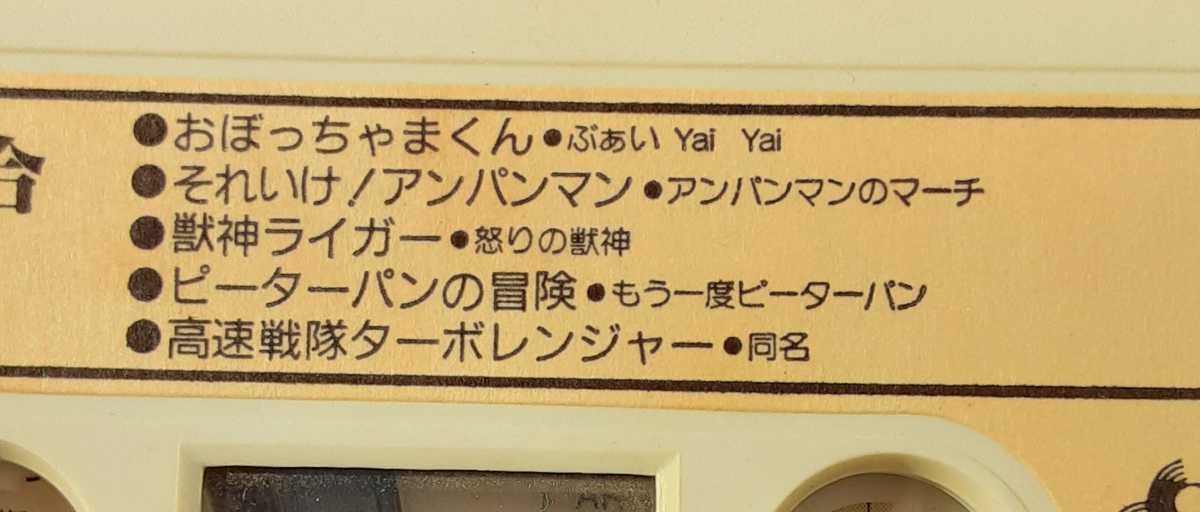 ●おぼっちゃまくん●ぶぁい Yai Yai
●それいけ!アンパンマン●アンパンマンのマーチ
●獣神ライガー●怒りの獣神
●ピーターパンの冒険●もう一度ピーターパン
●高速戦隊ターボレンジャー●同名